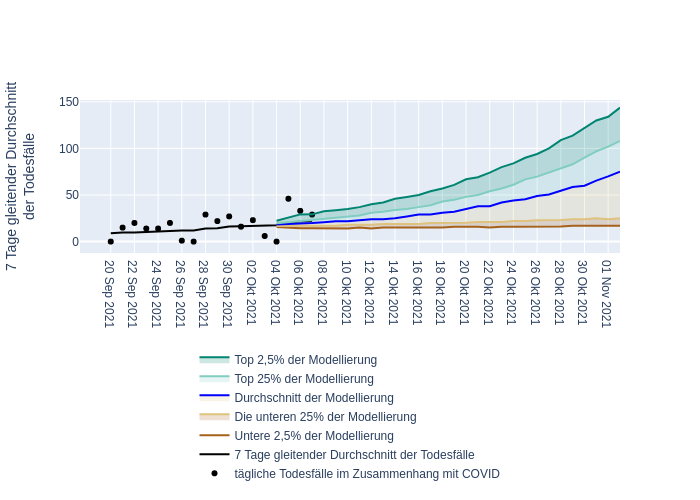 7 Tage gleitender Durchschnitt
der Todesfälle
150
100
50
0
20 Sep 2021
22 Sep 2021
24 Sep 2021
26 Sep 2021
28 Sep 2021
30 Sep 2021
02 Okt 2021
04 Okt 2021
06 Okt 2021
08 Okt 2021
10 Okt 2021
12 Okt 2021
14 Okt 2021
16 Okt 2021
18 Okt 2021
20 Okt 2021
22 Okt 2021
24 Okt 2021
26 Okt 2021
28 Okt 2021
30 Okt 2021
01 Nov 2021
Top 2,5% der Modellierung
Top 25% der Modellierung
Durchschnitt der Modellierung
Die unteren 25% der Modellierung
Untere 2,5% der Modellierung
7 Tage gleitender Durchschnitt der Todesfälle
tägliche Todesfälle im Zusammenhang mit COVID